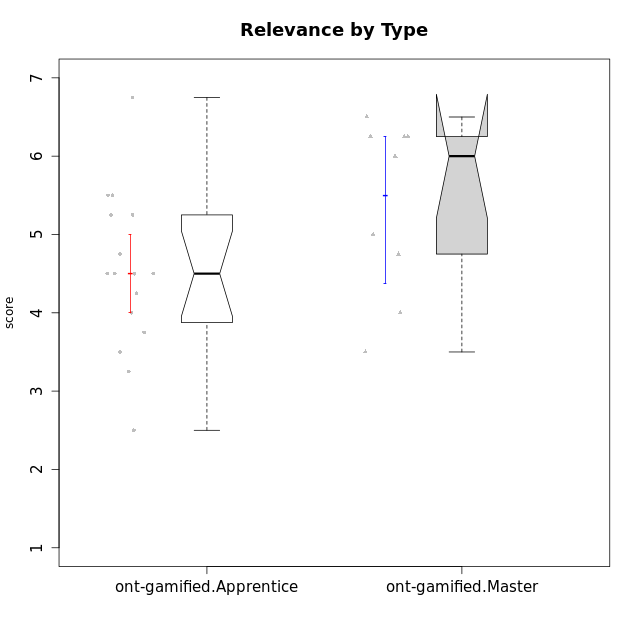 Relevance by Type
7
6
5
4
3
2
1
score
ont-gamified.Apprentice
ont-gamified.Master